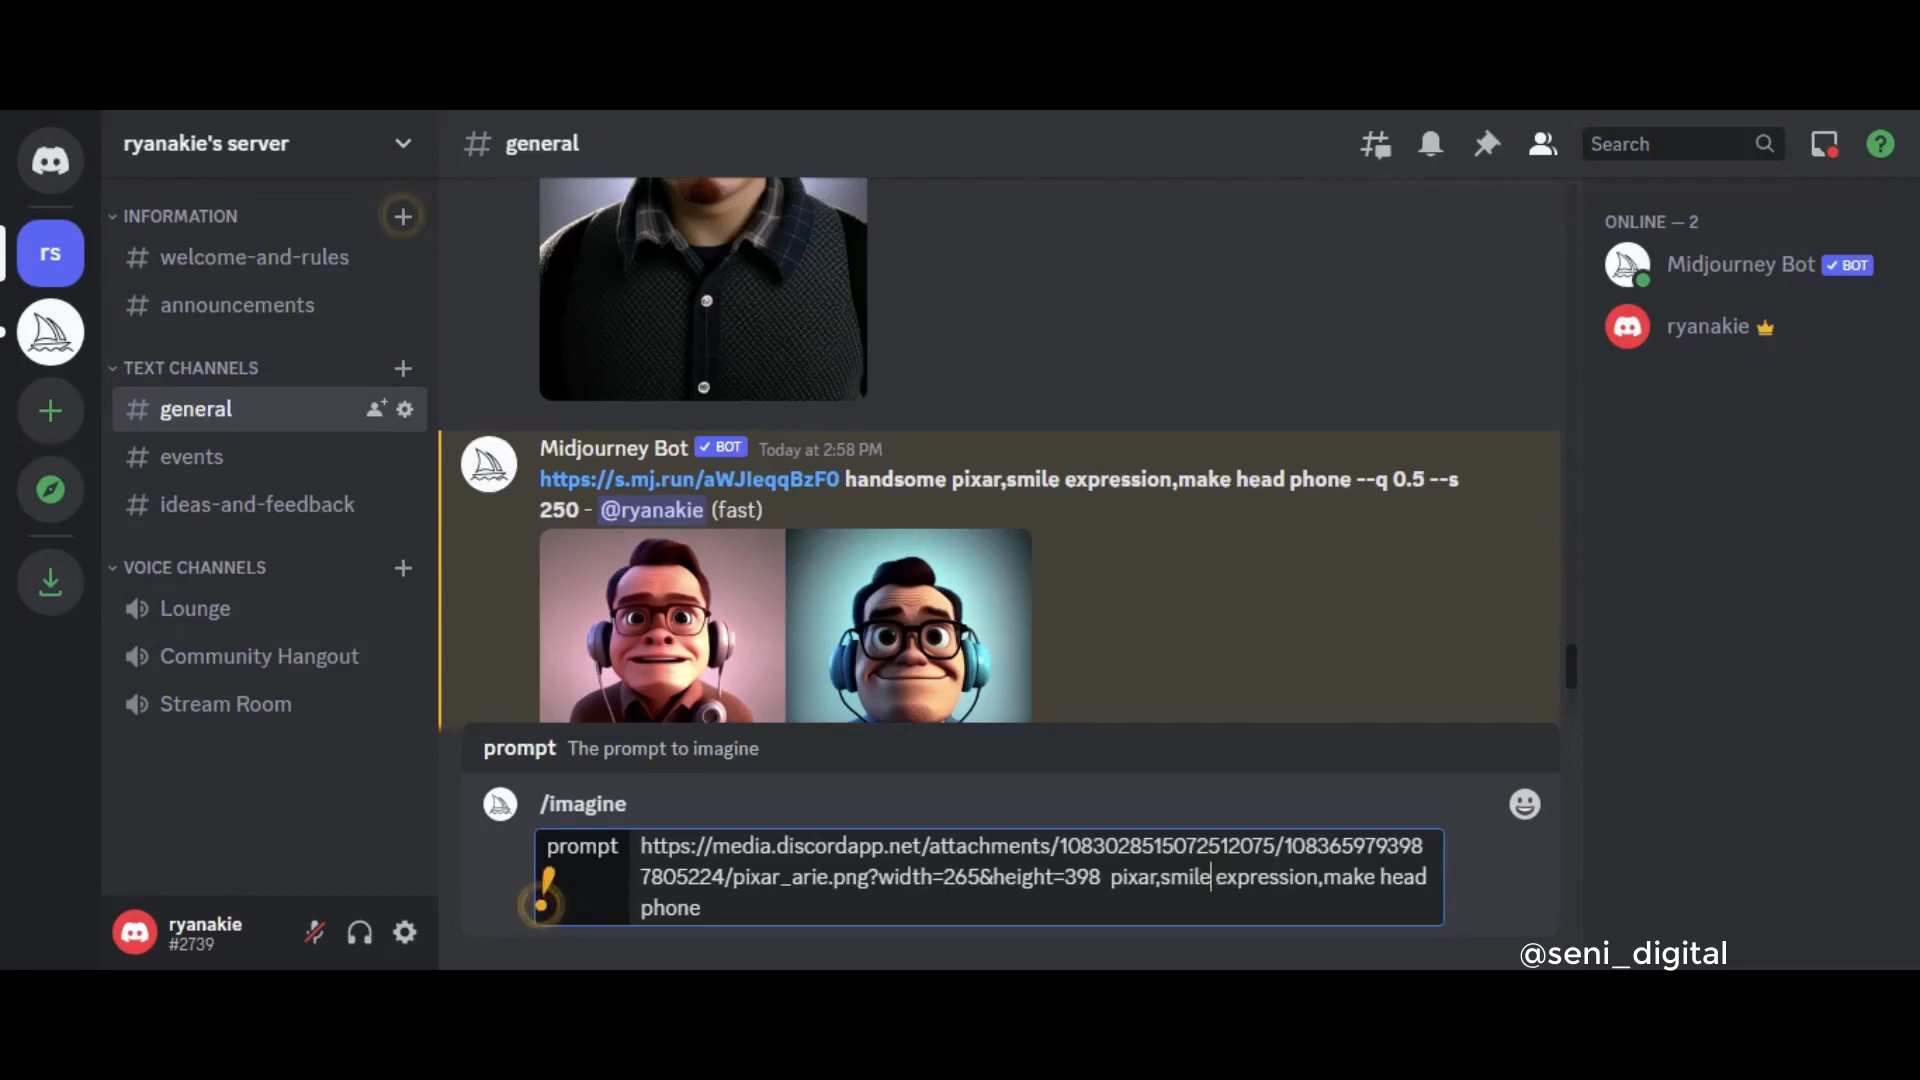 ryanakie's server
general
Search
INFORMATION
welcome-and-rules
announcements
TEXT CHANNELS
general
events
ideas-and-feedback
VOICE CHANNELS
Lounge
Community Hangout
Stream Room
rs
ryanakie
#2739
Midjourney Bot BOT Today at 2:58 PM
https://s.mj.run/aWJIeqqBzF0 handsome pixar,smile expression,make head phone --q 0.5 --s
250 - @ryanakie (fast)
prompt The prompt to imagine
/imagine
prompt https://media.discordapp.net/attachments/1083028515072512075/108365979398
7805224/pixar_arie.png?width=265&height=398 pixar,smile expression,make head
phone
ONLINE — 2
Midjourney Bot BOT
ryanakie
@seni_digital